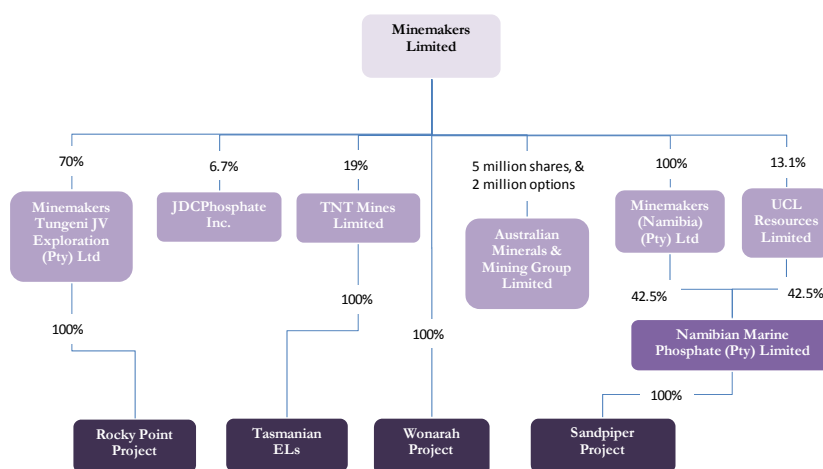 Minemakers
Limited
70%
6.7%
19%
5 million shares, &
2 million options
100%
13.1%
Minemakers
Tungeni JV
Exploration
(Pty) Ltd
JDCPhosphate
Inc.
TNT Mines
Limited
Australian
Minerals &
Mining Group
Limited
Minemakers
(Namibia)
(Pty) Ltd
UCL
Resources
Limited
100%
100%
100%
42.5%
42.5%
Namibian Marine
Phosphate (Pty) Limited
100%
Rocky Point
Project
Tasmanian
ELs
Wonarah
Project
Sandpiper
Project